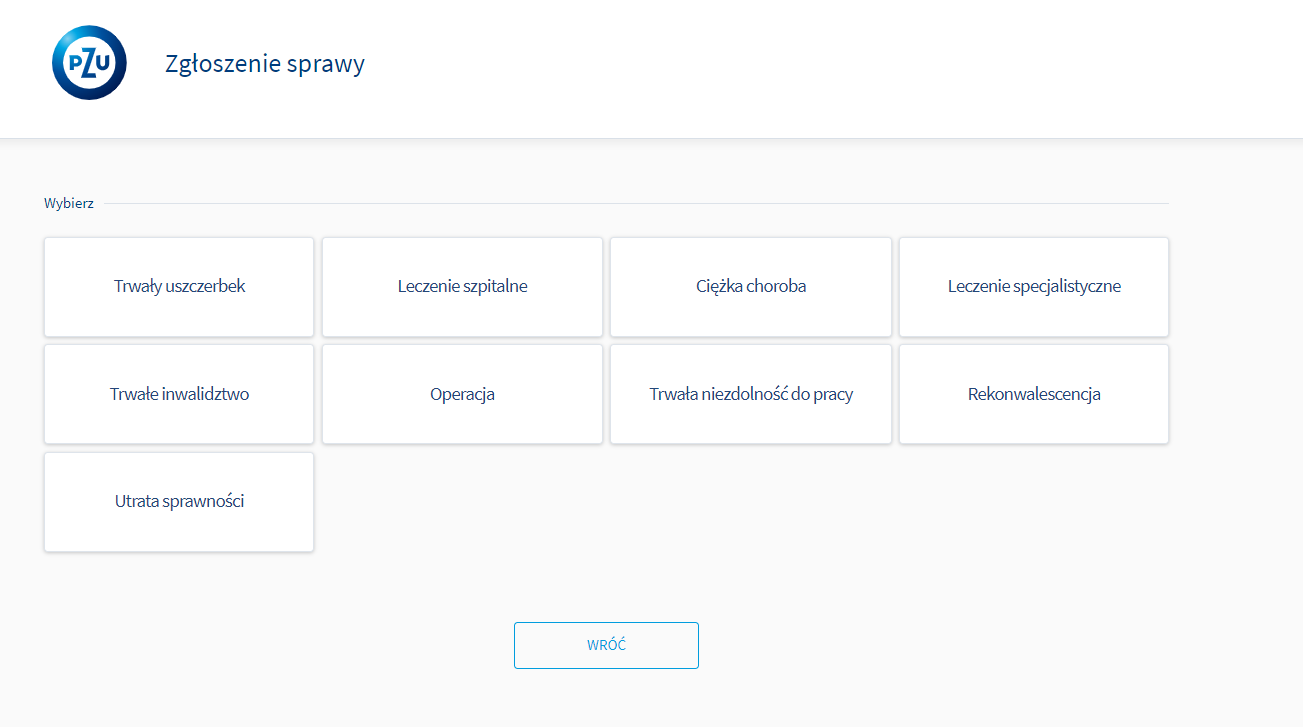 PZU
Zgłoszenie sprawy
Wybierz
Trwały uszczerbek
Leczenie szpitalne
Ciężka choroba
Leczenie specjalistyczne
Trwałe inwalidztwo
Operacja
Trwała niezdolność do pracy
Rekonwalescencja
Utrata sprawności
WRÓĆ